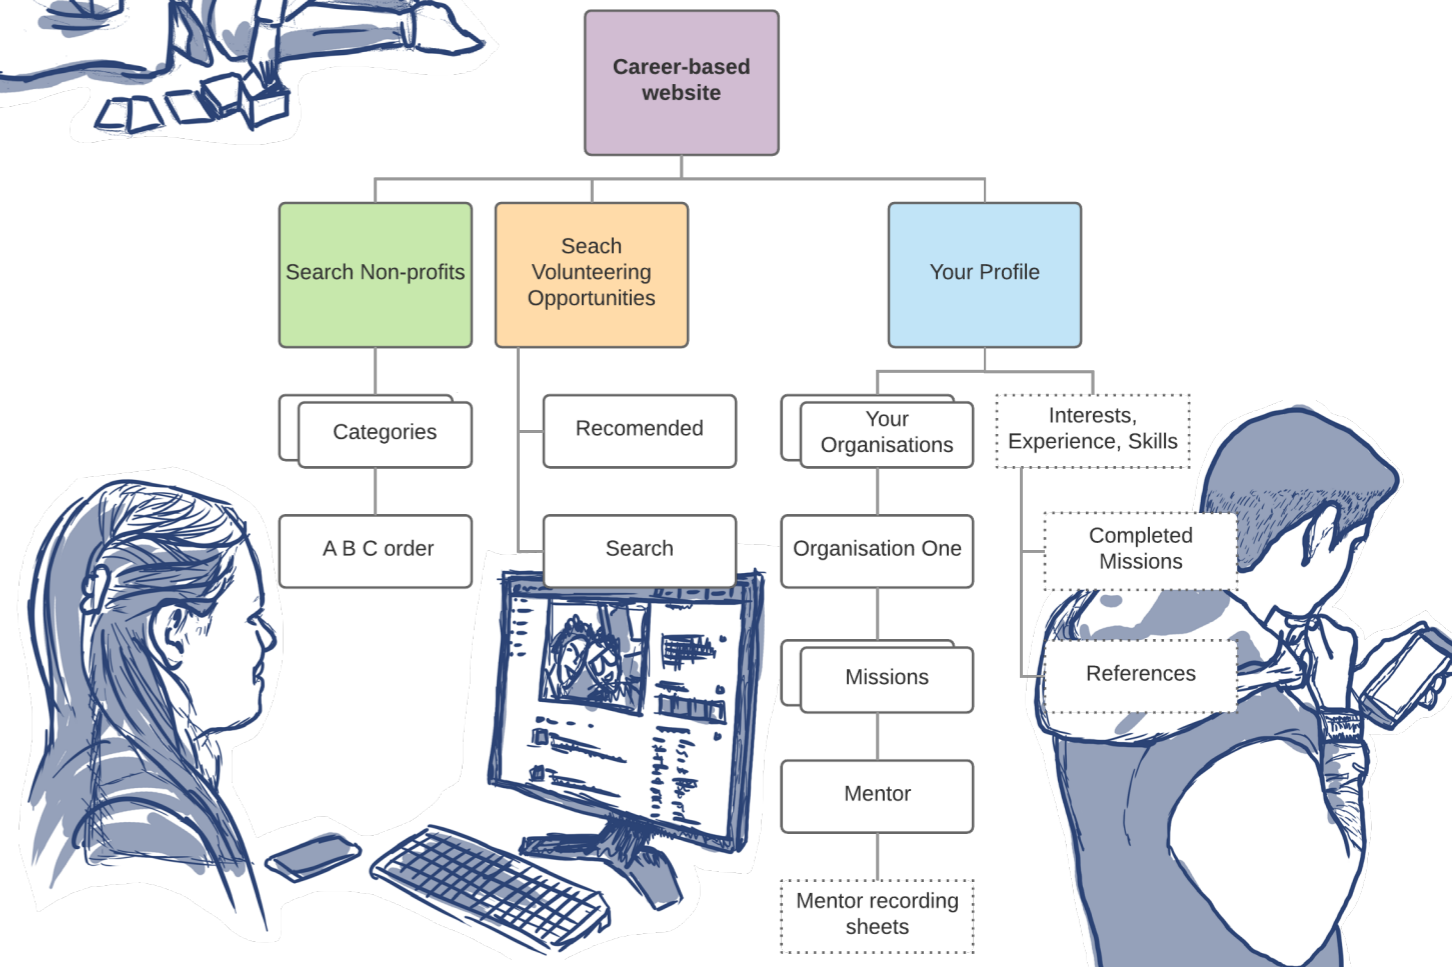 Career-based
website
Search Non-profits
Seach
Volunteering
Opportunities
Your Profile
Categories
Recomended
Your
Organisations
Interests,
Experience, Skills
A B C order
Search
Organisation One
Completed
Missions
Missions
References
Mentor
Mentor recording
sheets